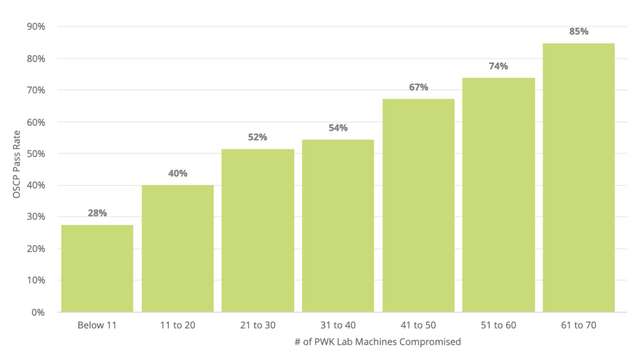 90%
80%
70%
60%
50%
40%
30%
20%
10%
0%
OSCP Pass Rate
28%
40%
52%
54%
67%
74%
85%
Below 11
11 to 20
21 to 30
31 to 40
41 to 50
51 to 60
61 to 70
# of PWK Lab Machines Compromised